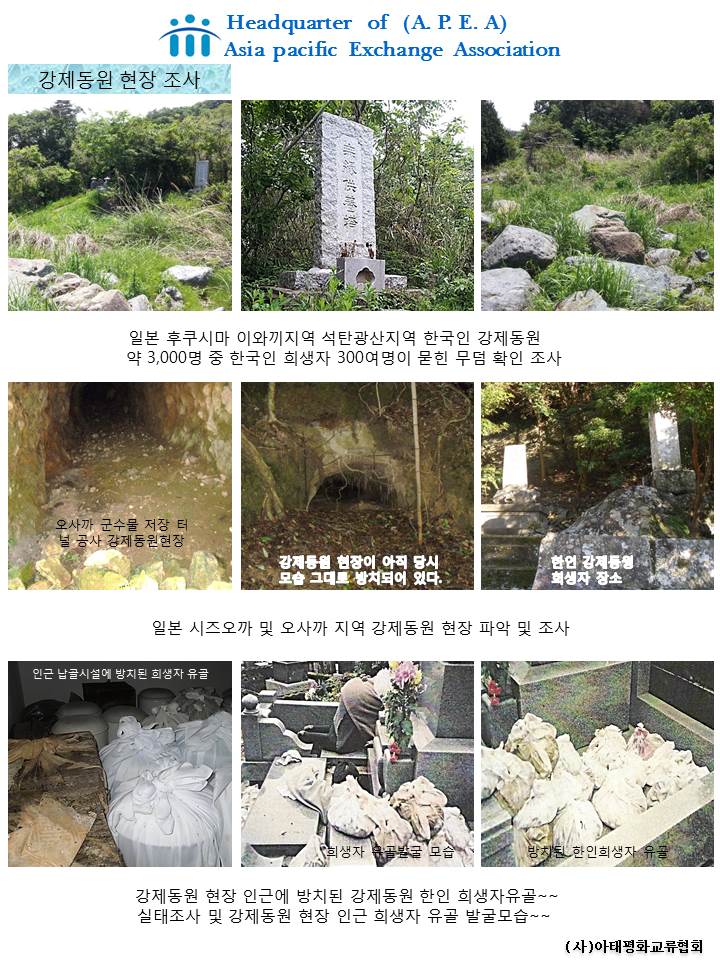 Headquarter of (A. P. E. A)
Asia pacific Exchange Association
강제동원 현장 조사
일본 후쿠시마 이와끼지역 석탄광산지역 한국인 강제동원
약 3,000명 중 한국인 희생자 300여명이 묻힌 무덤 확인 조사
오사까 군수물 저장 터
널 공사 강제동원현장
강제동원 현장이 아직 당시
모습 그대로 방치되어 있다.
한인 강제동원
희생자 장소
일본 시즈오까 및 오사까 지역 강제동원 현장 파악 및 조사
인근 납골시설에 방치된 희생자 유골
희생자 유골발굴 모습
방치된 한인희생자 유골
강제동원 현장 인근에 방치된 강제동원 한인 희생자유골~~
실태조사 및 강제동원 현장 인근 희생자 유골 발굴모습~~
(사)아태평화교류협회